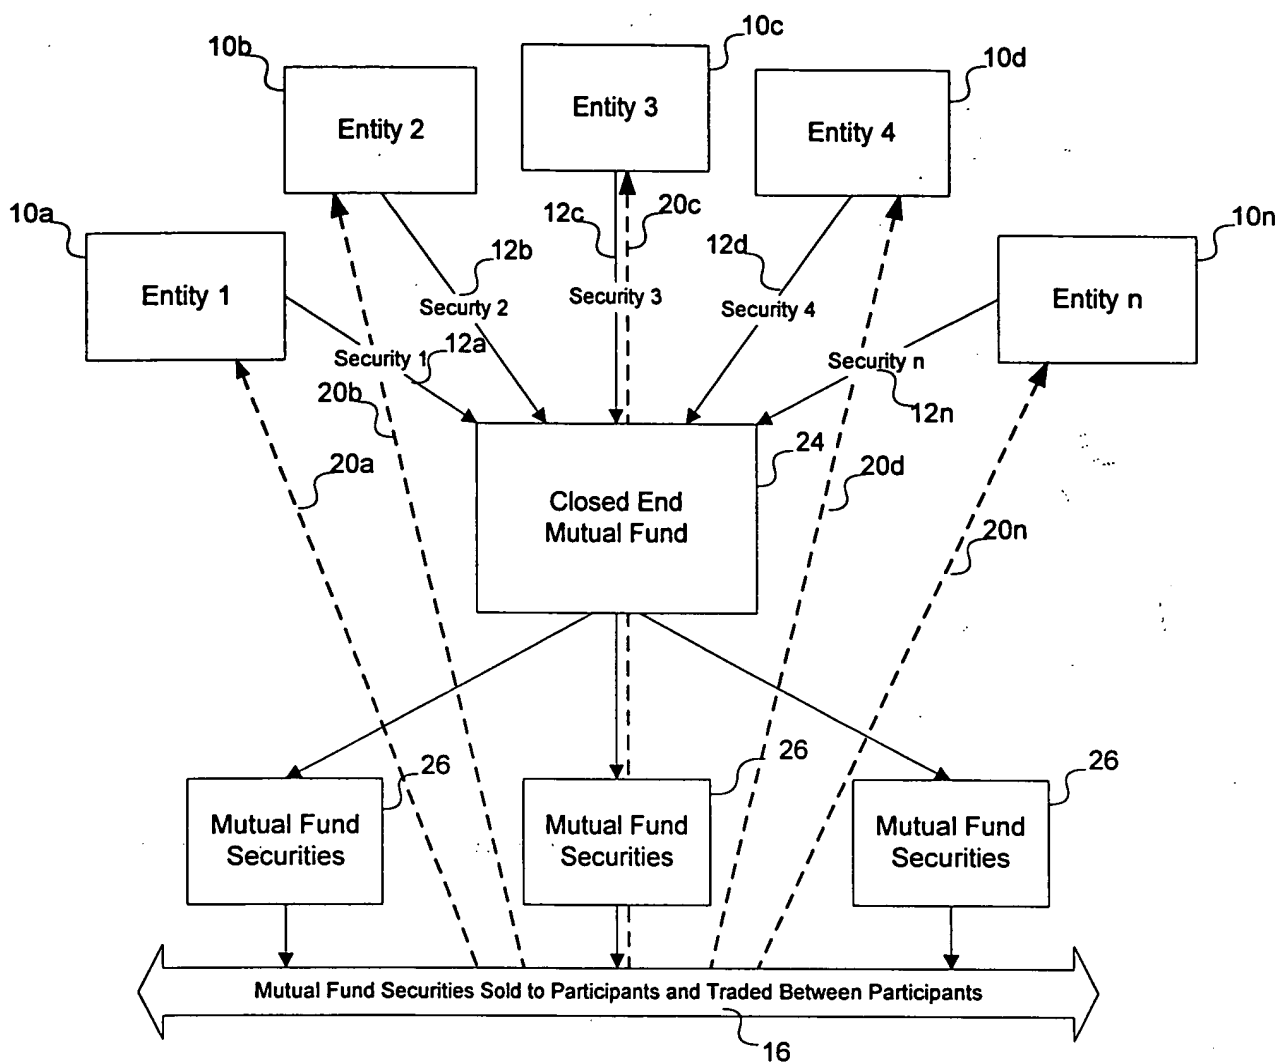 10c
10b
10d
Entity 3
Entity 2
Entity 4
10a
12c
20c
10n
12b
12d
Entity 1
Entity n
Securty 2
Security 3
Security 4
Security 1
12a
Security n
20b
12n
24
20a
20d
Closed End
Mutual Fund
20n
26
26
26
Mutual Fund
Securities
Mutual Fund
Securities
Mutual Fund
Securities
Mutual Fund Securities Sold to Participants and Traded Between Participants
16